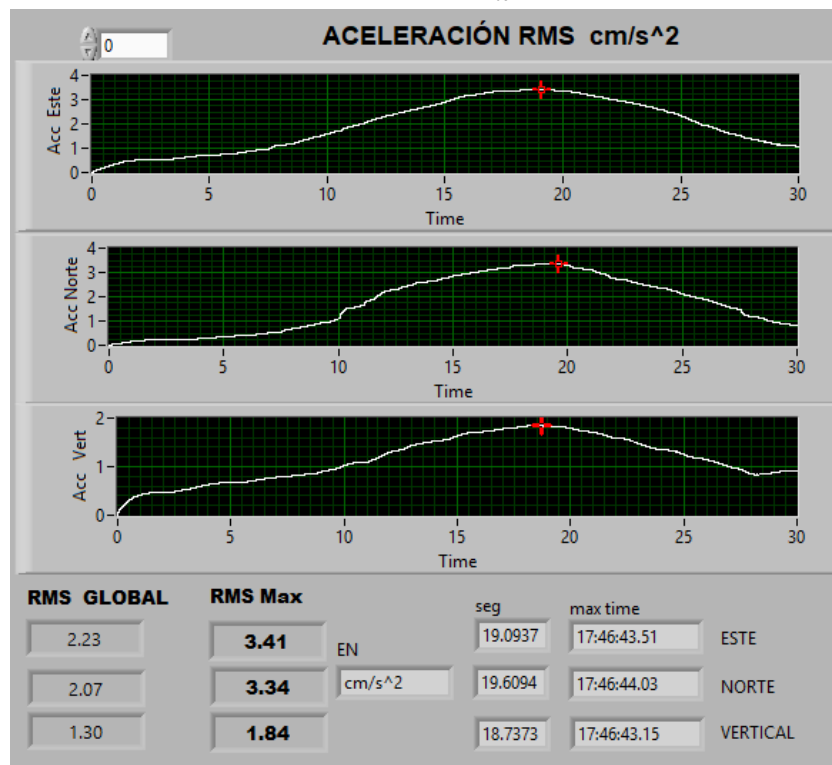 0
ACELERACIÓN RMS cm/s^2
Acc Este
4
3
2
1
0
0 5 10 15 20 25 30
Time
Acc Norte
4
3
2
1
0
0 5 10 15 20 25 30
Time
Acc Vert
2
1
0
0 5 10 15 20 25 30
Time
RMS GLOBAL RMS Max seg max time
2.23 3.41 EN 19.0937 17:46:43.51 ESTE
2.07 3.34 cm/s^2 19.6094 17:46:44.03 NORTE
1.30 1.84 18.7373 17:46:43.15 VERTICAL